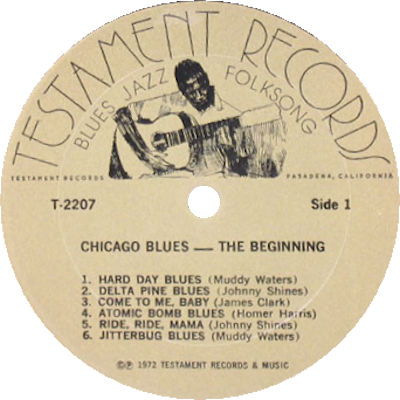 TESTAMENT RECORDS
BLUES JAZZ FOLKSONG
TESTAMENT RECORDS PASADENA, CALIFORNIA
T-2207 Side 1
CHICAGO BLUES — THE BEGINNING
1. HARD DAY BLUES (Muddy Waters)
2. DELTA PINE BLUES (Johnny Shines)
3. COME TO ME, BABY (James Clark)
4. ATOMIC BOMB BLUES (Homer Harris)
5. RIDE, RIDE, MAMA (Johnny Shines)
6. JITTERBUG BLUES (Muddy Waters)
©℗ 1972 TESTAMENT RECORDS & MUSIC